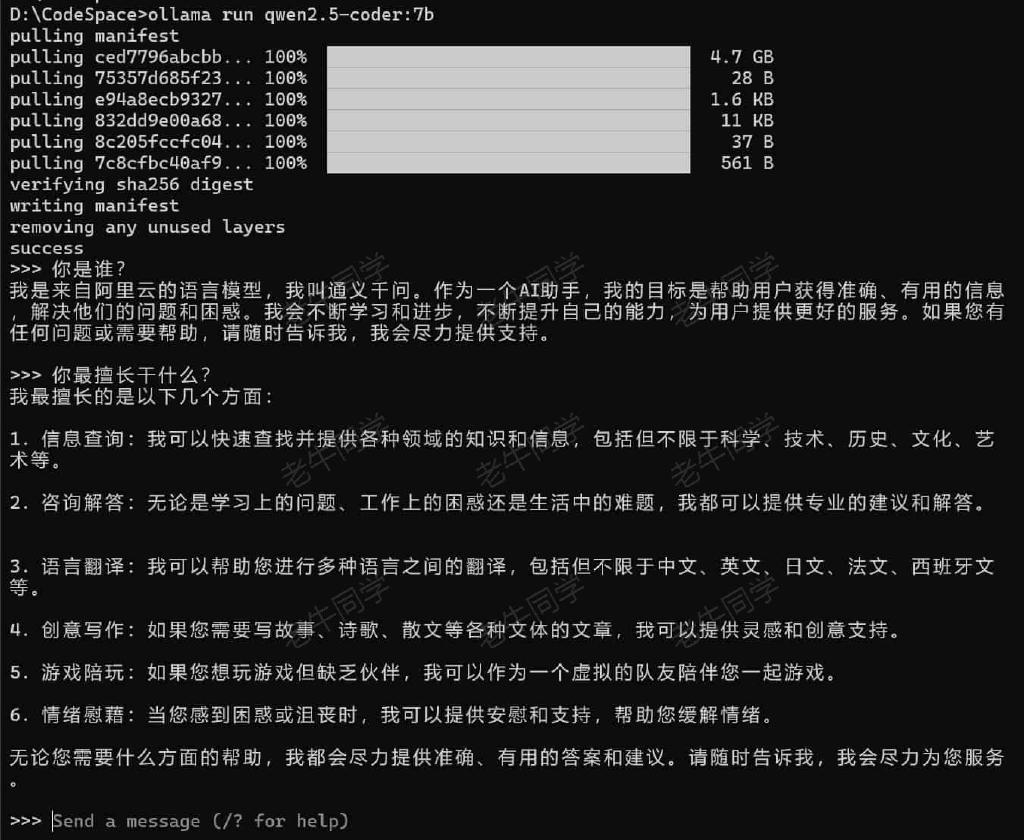 D:\CodeSpace>ollama run qwen2.5-coder:7b
pulling manifest
pulling ced7796abcbb... 100% 4.7 GB
pulling 75357d685f23... 100% 28 B
pulling e94a8ecb9327... 100% 1.6 KB
pulling 832dd9e00a68... 100% 11 KB
pulling 8c205fccfc04... 100% 37 B
pulling 7c8cfbc40af9... 100% 561 B
verifying sha256 digest
writing manifest
removing any unused layers
success
>>> 你是谁?
我是来自阿里云的语言模型，我叫通义千问。作为一个AI助手，我的目标是帮助用户获得准确、有用的信息
，解决他们的问题和困惑。我会不断学习和进步，不断提升自己的能力，为用户提供更好的服务。如果您有
任何问题或需要帮助，请随时告诉我，我会尽力提供支持。
>>> 你最擅长干什么?
我最擅长的是以下几个方面：
1. 信息查询：我可以快速查找并提供各种领域的知识和信息，包括但不限于科学、技术、历史、文化、艺
术等。
2. 咨询解答：无论是学习上的问题、工作上的困惑还是生活中的难题，我都可以提供专业的建议和解答。
3. 语言翻译：我可以帮助您进行多种语言之间的翻译，包括但不限于中文、英文、日文、法文、西班牙文
等。
4. 创意写作：如果您需要写故事、诗歌、散文等各种文体的文章，我可以提供灵感和创意支持。
5. 游戏陪玩：如果您想玩游戏但缺乏伙伴，我可以作为一个虚拟的队友陪伴您一起游戏。
6. 情绪慰藉：当您感到困惑或沮丧时，我可以提供安慰和支持，帮助您缓解情绪。
无论您需要什么方面的帮助，我都会尽力提供准确、有用的答案和建议。请随时告诉我，我会尽力为您服务
。
>>> Send a message (/? for help)
老牛同学
老牛同学
老牛同学
老牛同学
老牛同学
老牛同学
老牛同学
老牛同学
老牛同学